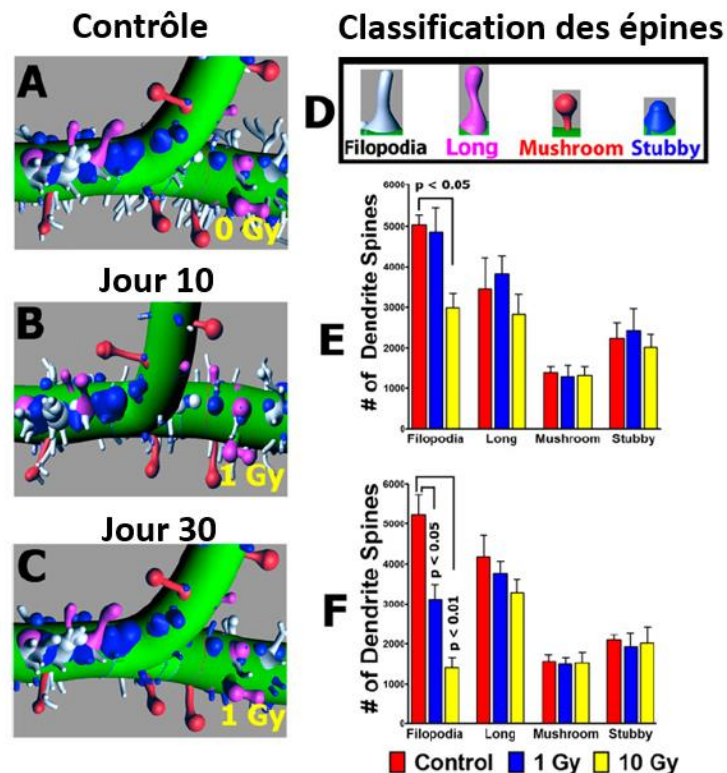 Contrôle
A
0 Gy
Jour 10
B
1 Gy
Jour 30
C
1 Gy
Classification des épines
D
Filopodia Long Mushroom Stubby
E
# of Dendrite Spines
6000
5000
4000
3000
2000
1000
0
p < 0.05
Filopodia Long Mushroom Stubby
F
# of Dendrite Spines
6000
5000
4000
3000
2000
1000
0
p < 0.05
p < 0.01
Filopodia Long Mushroom Stubby
Control 1 Gy 10 Gy